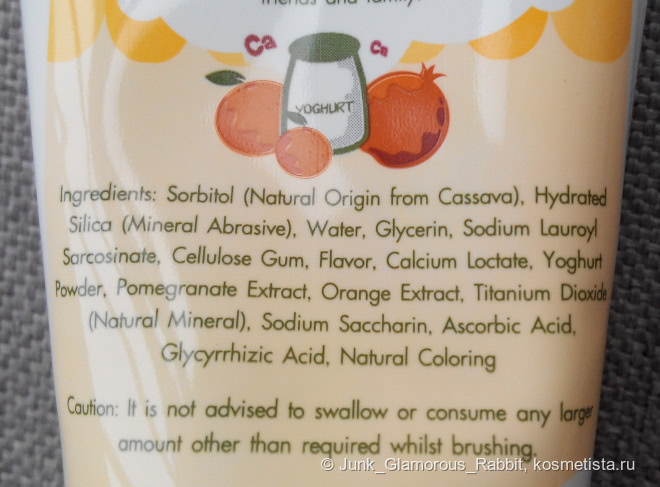 friends and family.
Ca
Ca
YOGHURT
Ingredients: Sorbitol (Natural Origin from Cassava), Hydrated
Silica (Mineral Abrasive), Water, Glycerin, Sodium Lauroyl
Sarcosinate, Cellulose Gum, Flavor, Calcium Loctate, Yoghurt
Powder, Pomegranate Extract, Orange Extract, Titanium Dioxide
(Natural Mineral), Sodium Saccharin, Ascorbic Acid,
Glycyrrhizic Acid, Natural Coloring
Caution: It is not advised to swallow or consume any larger
amount other than required whilst brushing.
© Junk_Glamorous_Rabbit, kosmetista.ru